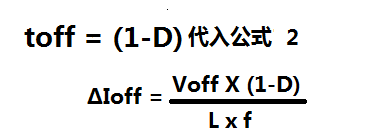 toff = (1-D) 代入公式 2
ΔIoff = Voff X (1-D)
L x f